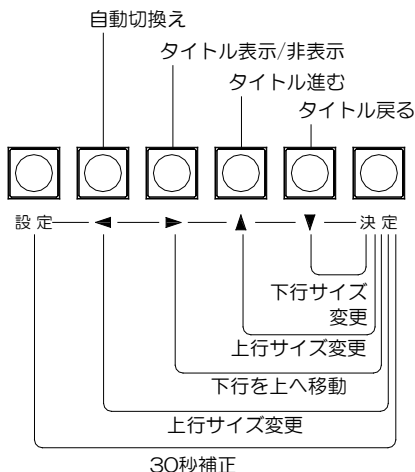 自動切換え
タイトル表示/非表示
タイトル進む
タイトル戻る
設定 ◄ ► ▲ ▼ 決定
下行サイズ
変更
上行サイズ変更
下行を上へ移動
上行サイズ変更
30秒補正